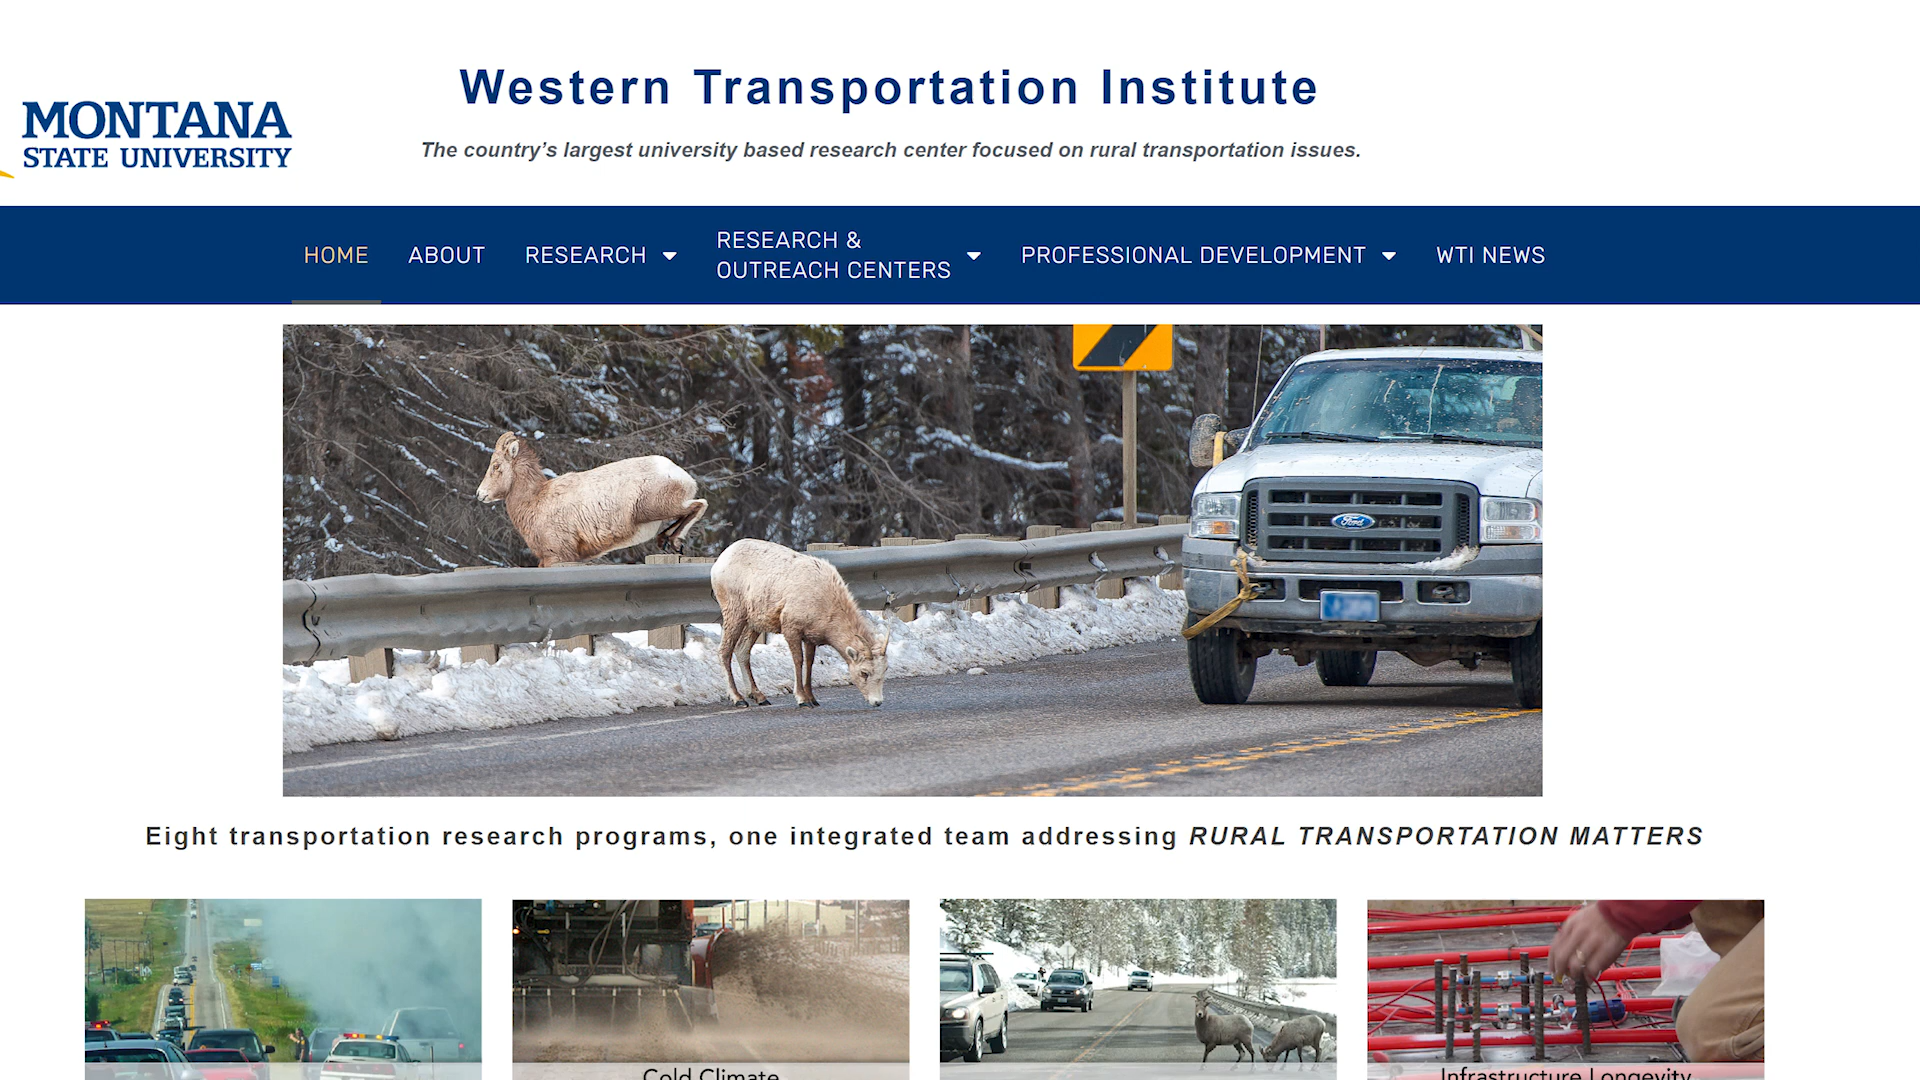 Western Transportation Institute
MONTANA
STATE UNIVERSITY
The country’s largest university based research center focused on rural transportation issues.
HOME
ABOUT
RESEARCH
RESEARCH &
OUTREACH CENTERS
PROFESSIONAL DEVELOPMENT
WTI NEWS
Ford
Eight transportation research programs, one integrated team addressing RURAL TRANSPORTATION MATTERS
Cold Climate
Infrastructure Longevity